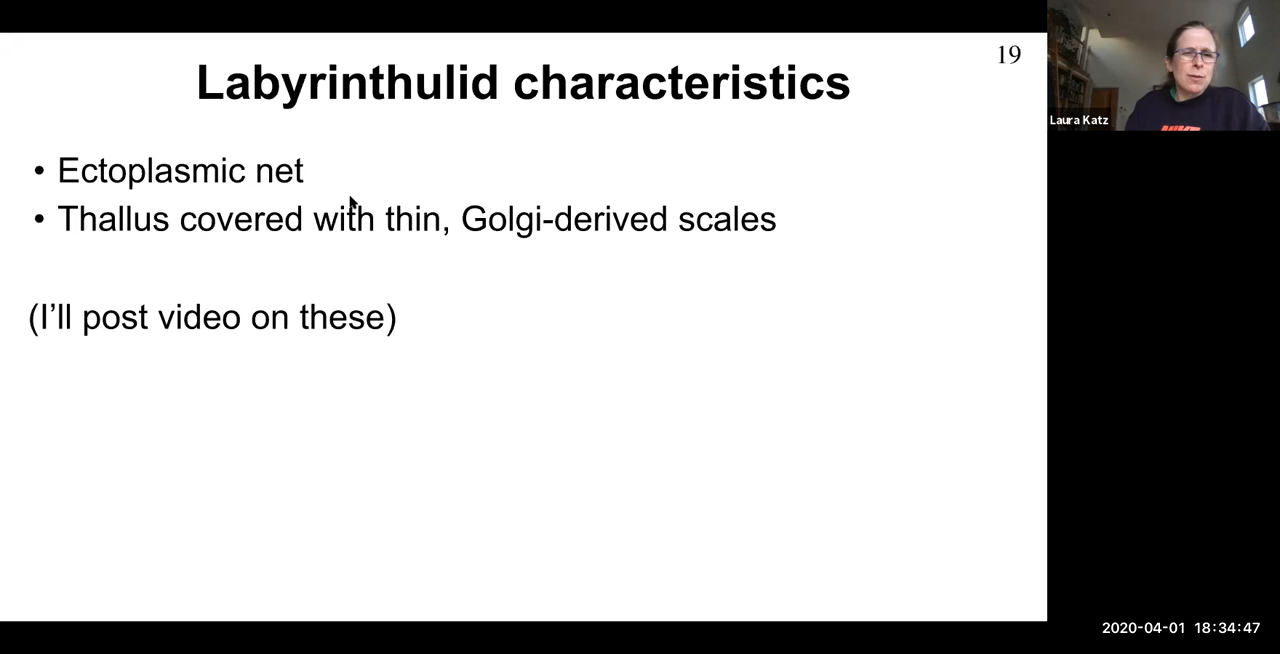 19
Labyrinthulid characteristics
• Ectoplasmic net
• Thallus covered with thin, Golgi-derived scales
(I'll post video on these)
Laura Katz
NIKE
2020-04-01 18:34:47